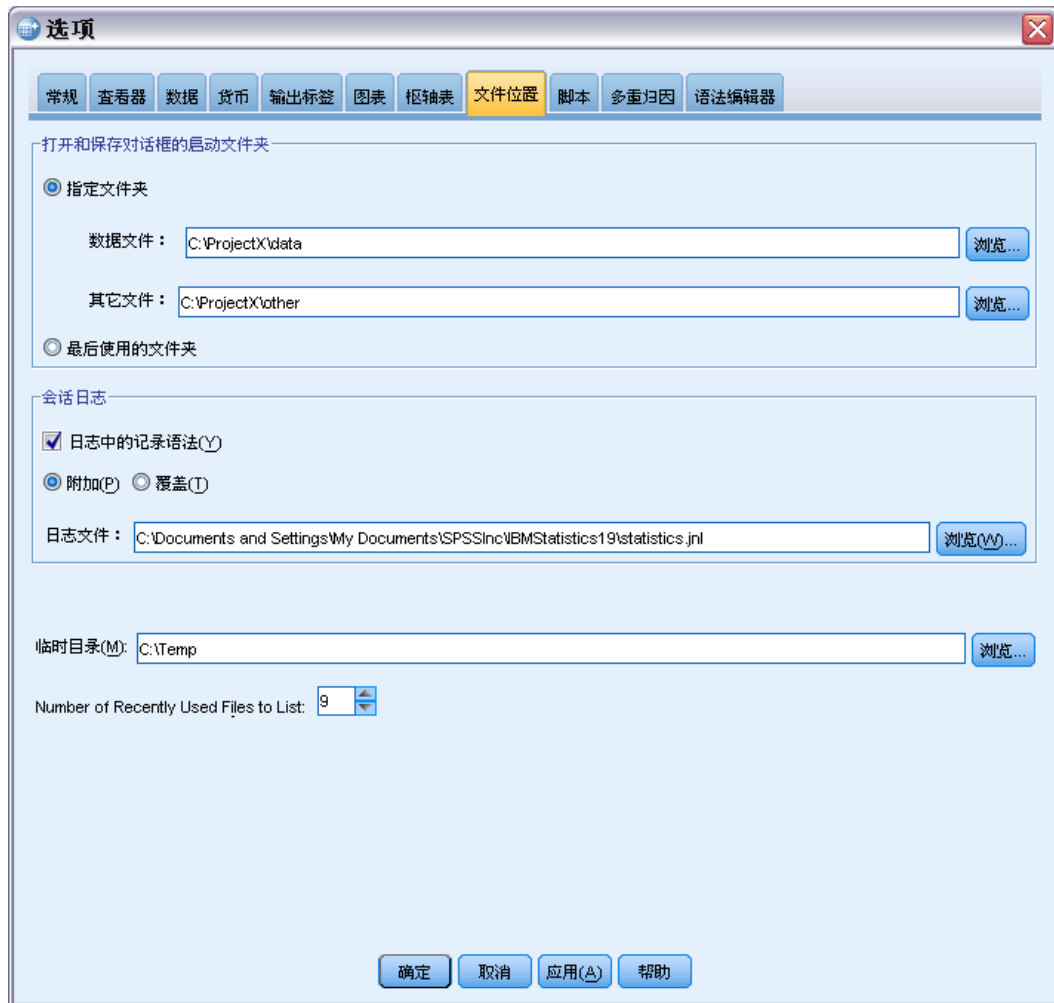 选项
常规 查看器 数据 货币 输出标签 图表 枢轴表 文件位置 脚本 多重归因 语法编辑器
打开和保存对话框的启动文件夹
指定文件夹
数据文件： C:\ProjectX\data 浏览...
其它文件： C:\ProjectX\other 浏览...
最后使用的文件夹
会话日志
日志中的记录语法(Y)
附加(P) 覆盖(T)
日志文件： C:\Documents and Settings\My Documents\SPSSInc\IBMStatistics19\statistics.jnl 浏览(W)...
临时目录(M): C:\Temp 浏览...
Number of Recently Used Files to List: 9
确定 取消 应用(A) 帮助